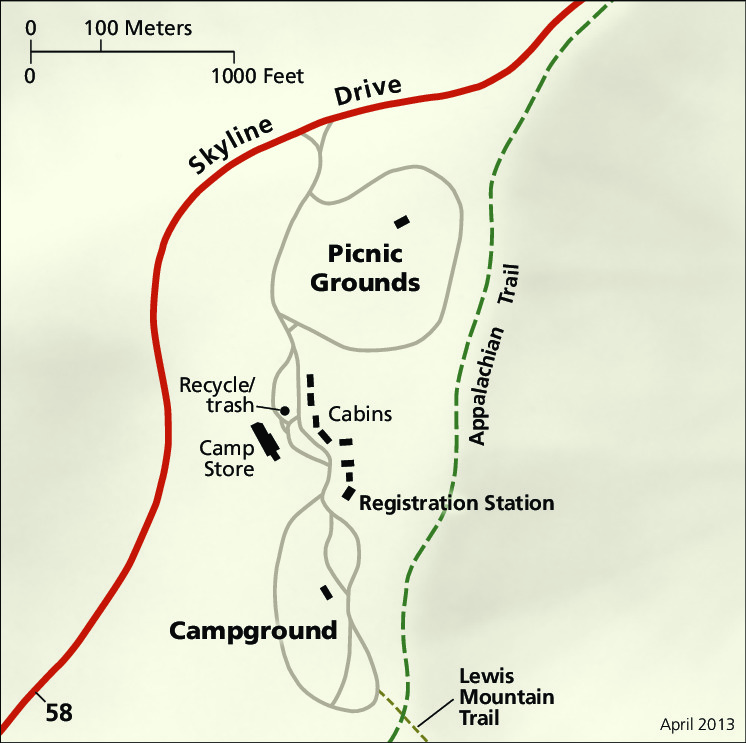 0 100 Meters
0 1000 Feet
Skyline Drive
Picnic
Grounds
Appalachian Trail
Recycle/
trash
Cabins
Camp
Store
Registration Station
Campground
Lewis
Mountain
Trail
58
April 2013